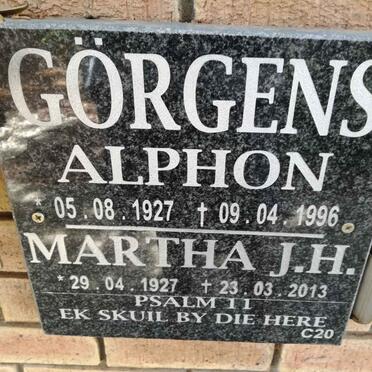 GÖRGENS
ALPHON
* 05.08.1927 † 09.04.1996
MARTHA J.H.
* 29.04.1927 † 23.03.2013
PSALM 11
EK SKUIL BY DIE HERE
C20